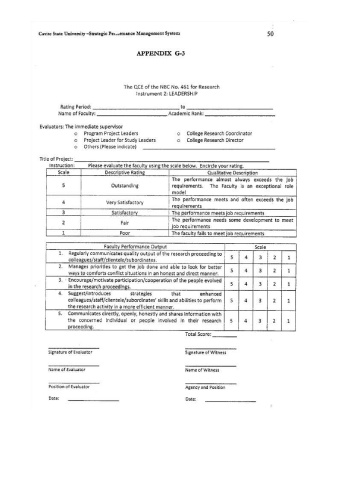 Cavite State University -Strategic Per...ormance Management System 50
APPENDIX G-3
The QCE of the NBC No. 461 for Research
Instrument 2: LEADERSHIP
Rating Period: to
Name of Faculty: Academic Rank:
Evaluators: The immediate supervisor
o Program Project Leaders o College Research Coordinator
o Project Leader for Study Leaders o College Research Director
o Others (Please indicate)
Title of Project:
Instruction: Please evaluate the faculty using the scale below. Encircle your rating.
Scale Descriptive Rating Qualitative Description
5 Outstanding The performance almost always exceeds the job
requirements. The Faculty is an exceptional role
model
4 Very Satisfactory The performance meets and often exceeds the job
requirements
3 Satisfactory The performance meets job requirements
2 Fair The performance needs some development to meet
job requirements
1 Poor The faculty fails to meet job requirements
Faculty Performance Output Scale
1. Regularly communicates quality output of the research proceeding to
colleagues/staff/clientele/subordinates. 5 4 3 2 1
2. Manages priorities to get the job done and able to look for better
ways to comforts conflict situations in an honest and direct manner. 5 4 3 2 1
3. Encourage/motivate participation/cooperation of the people evolved
in the research proceedings. 5 4 3 2 1
4. Suggest/introduces strategies that enhanced
colleagues/staff/clientele/subordinates' skills and abilities to perform
the research activity in a more efficient manner. 5 4 3 2 1
5. Communicates directly, openly, honestly and shares information with
the concerned individual or people involved in their research
proceeding. 5 4 3 2 1
Total Score:
Signature of Evaluator Signature of Witness
Name of Evaluator Name of Witness
Position of Evaluator Agency and Position
Date: Date: